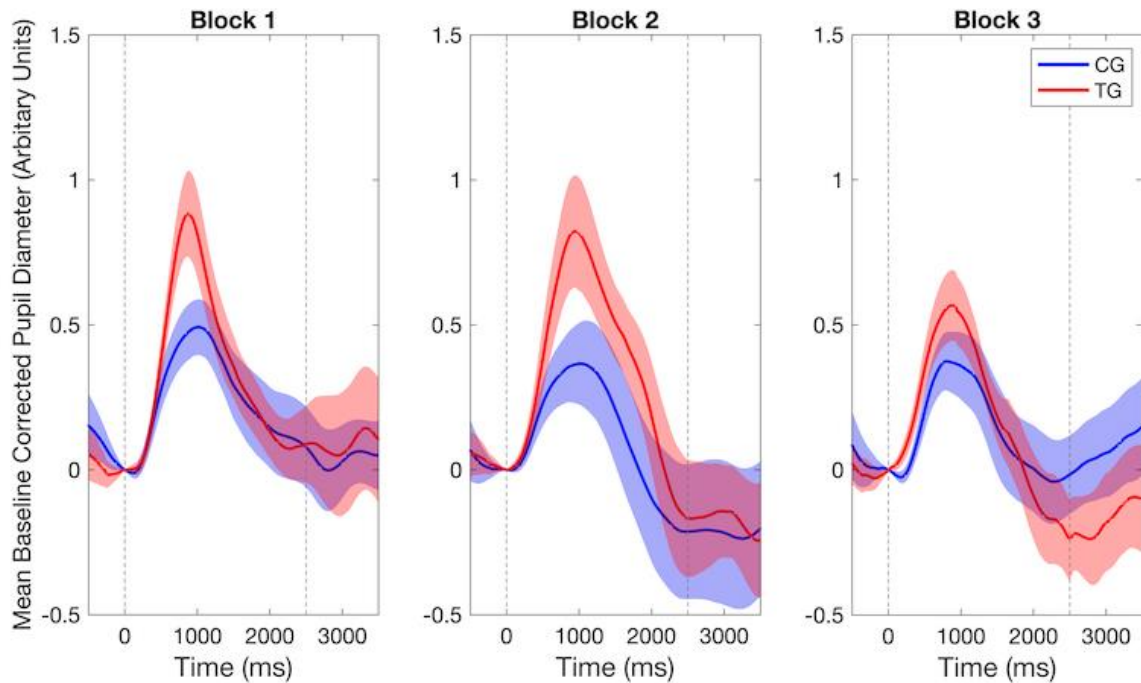 Block 1
Block 2
Block 3
Mean Baseline Corrected Pupil Diameter (Arbitary Units)
1.5
1
0.5
0
-0.5
0 1000 2000 3000
Time (ms)
1.5
1
0.5
0
-0.5
0 1000 2000 3000
Time (ms)
1.5
1
0.5
0
-0.5
0 1000 2000 3000
Time (ms)
CG
TG